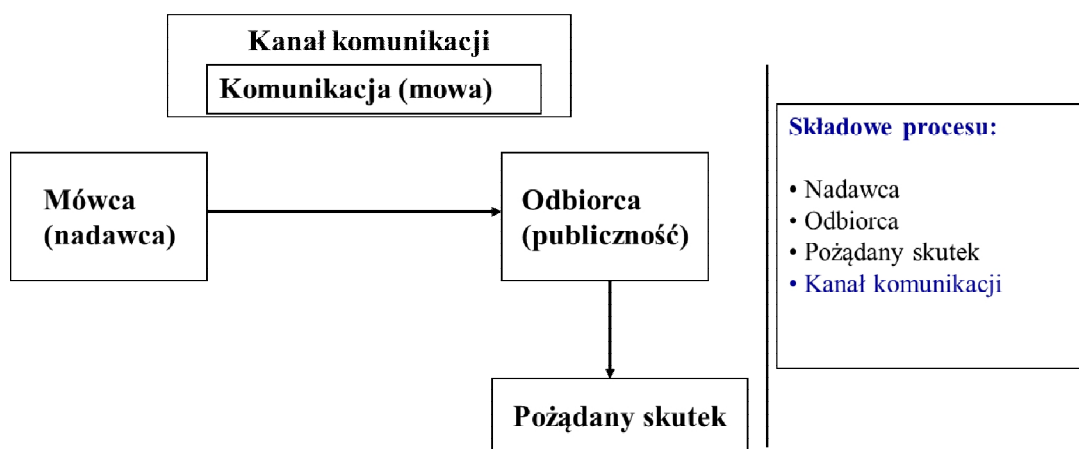 Kanał komunikacji
Komunikacja (mowa)
Mówca
(nadawca)
Odbiorca
(publiczność)
Pożądany skutek
Składowe procesu:
• Nadawca
• Odbiorca
• Pożądany skutek
• Kanał komunikacji